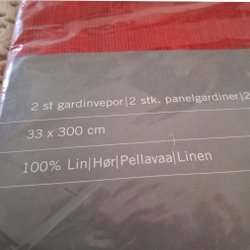 2 st gardinvepor|2 stk. panelgardiner|2
33 x 300 cm
100% Lin|Hør|Pellavaa|Linen